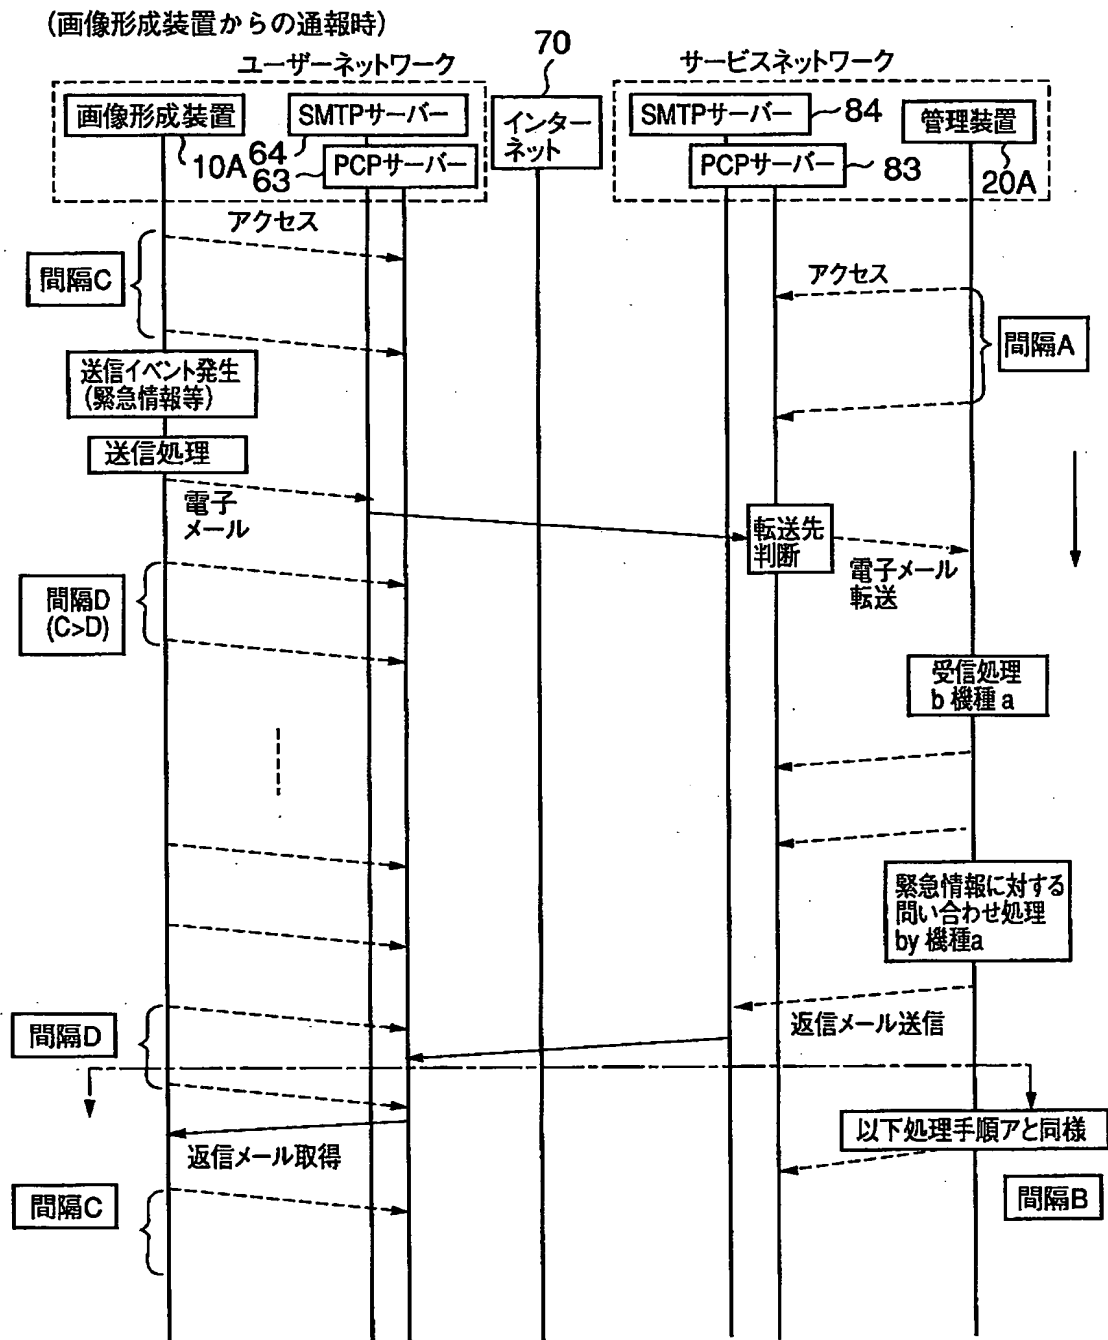 (画像形成装置からの通報時)
ユーザーネットワーク
70
サービスネットワーク
画像形成装置
SMTPサーバー
インター
ネット
SMTPサーバー
84
管理装置
10A
64
63
PCPサーバー
PCPサーバー
83
20A
アクセス
間隔C
アクセス
間隔A
送信イベント発生
(緊急情報等)
送信処理
電子
メール
転送先
判断
電子メール
転送
間隔D
(C>D)
受信処理
b 機種 a
緊急情報に対する
問い合わせ処理
by 機種a
返信メール送信
間隔D
以下処理手順アと同様
返信メール取得
間隔C
間隔B